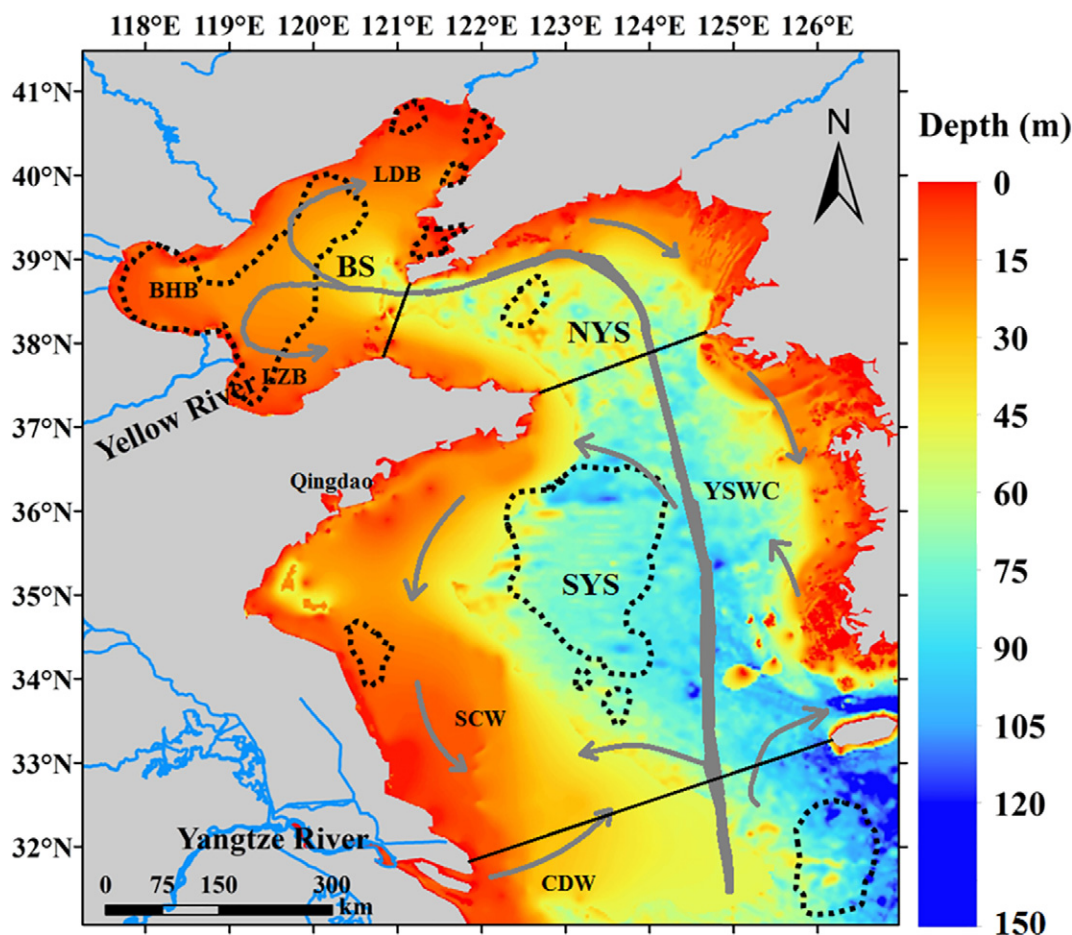 118°E 119°E 120°E 121°E 122°E 123°E 124°E 125°E 126°E
41°N
40°N
39°N
38°N
37°N
36°N
35°N
34°N
33°N
32°N
N
Depth (m)
0
15
30
45
60
75
90
105
120
150
LDB
BS
BHB
NYS
LZB
Yellow River
Qingdao
YSWC
SYS
SCW
Yangtze River
CDW
0 75 150 300
km